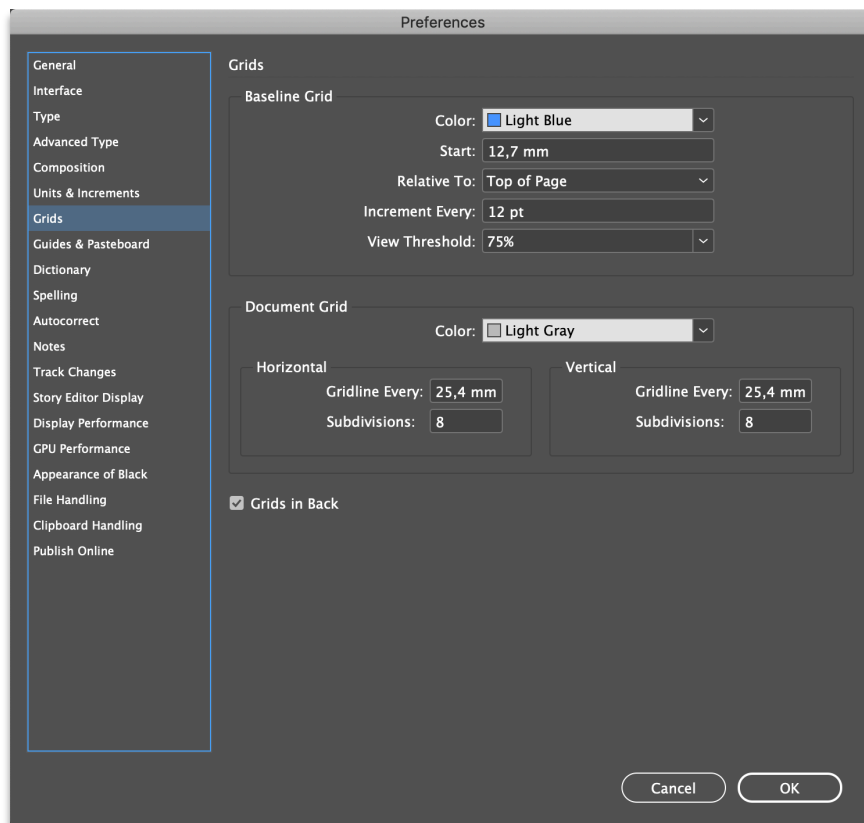 Preferences
General
Interface
Type
Advanced Type
Composition
Units & Increments
Grids
Guides & Pasteboard
Dictionary
Spelling
Autocorrect
Notes
Track Changes
Story Editor Display
Display Performance
GPU Performance
Appearance of Black
File Handling
Clipboard Handling
Publish Online
Grids
Baseline Grid
Color: Light Blue
Start: 12,7 mm
Relative To: Top of Page
Increment Every: 12 pt
View Threshold: 75%
Document Grid
Color: Light Gray
Horizontal
Gridline Every: 25,4 mm
Subdivisions: 8
Vertical
Gridline Every: 25,4 mm
Subdivisions: 8
Grids in Back
Cancel
OK